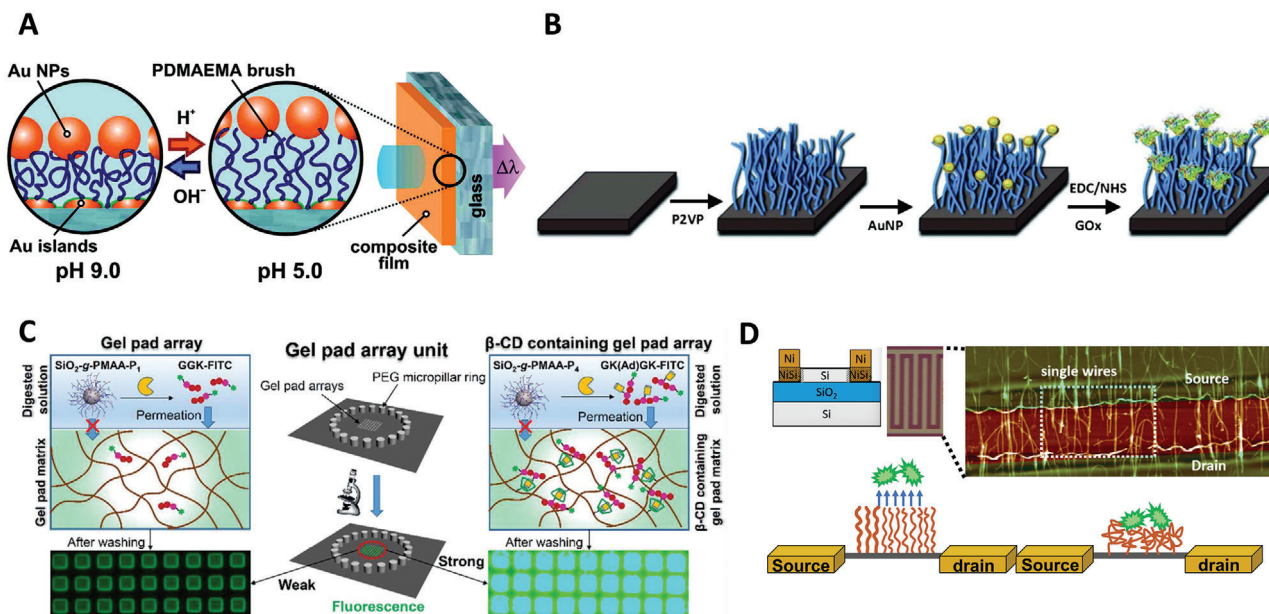 A
Au NPs
PDMAEMA brush
H⁺
OH⁻
Au islands
pH 9.0
pH 5.0
composite
film
glass
Δλ
B
P2VP
AuNP
EDC/NHS
GOx
C
Gel pad array
SiO₂-g-PMAA-P₁
GGK-FITC
Permeation
Digested
solution
Gel pad matrix
After washing
Gel pad array unit
PEG micropillar ring
Gel pad arrays
Weak
Strong
Fluorescence
β-CD containing gel pad array
SiO₂-g-PMAA-P₄
GK(Ad)GK-FITC
Permeation
Digested
solution
β-CD containing
gel pad matrix
After washing
D
Ni
Ni
NiSi
Si
NiSi
SiO₂
Si
single wires
Source
Drain
Source
drain
Source
drain